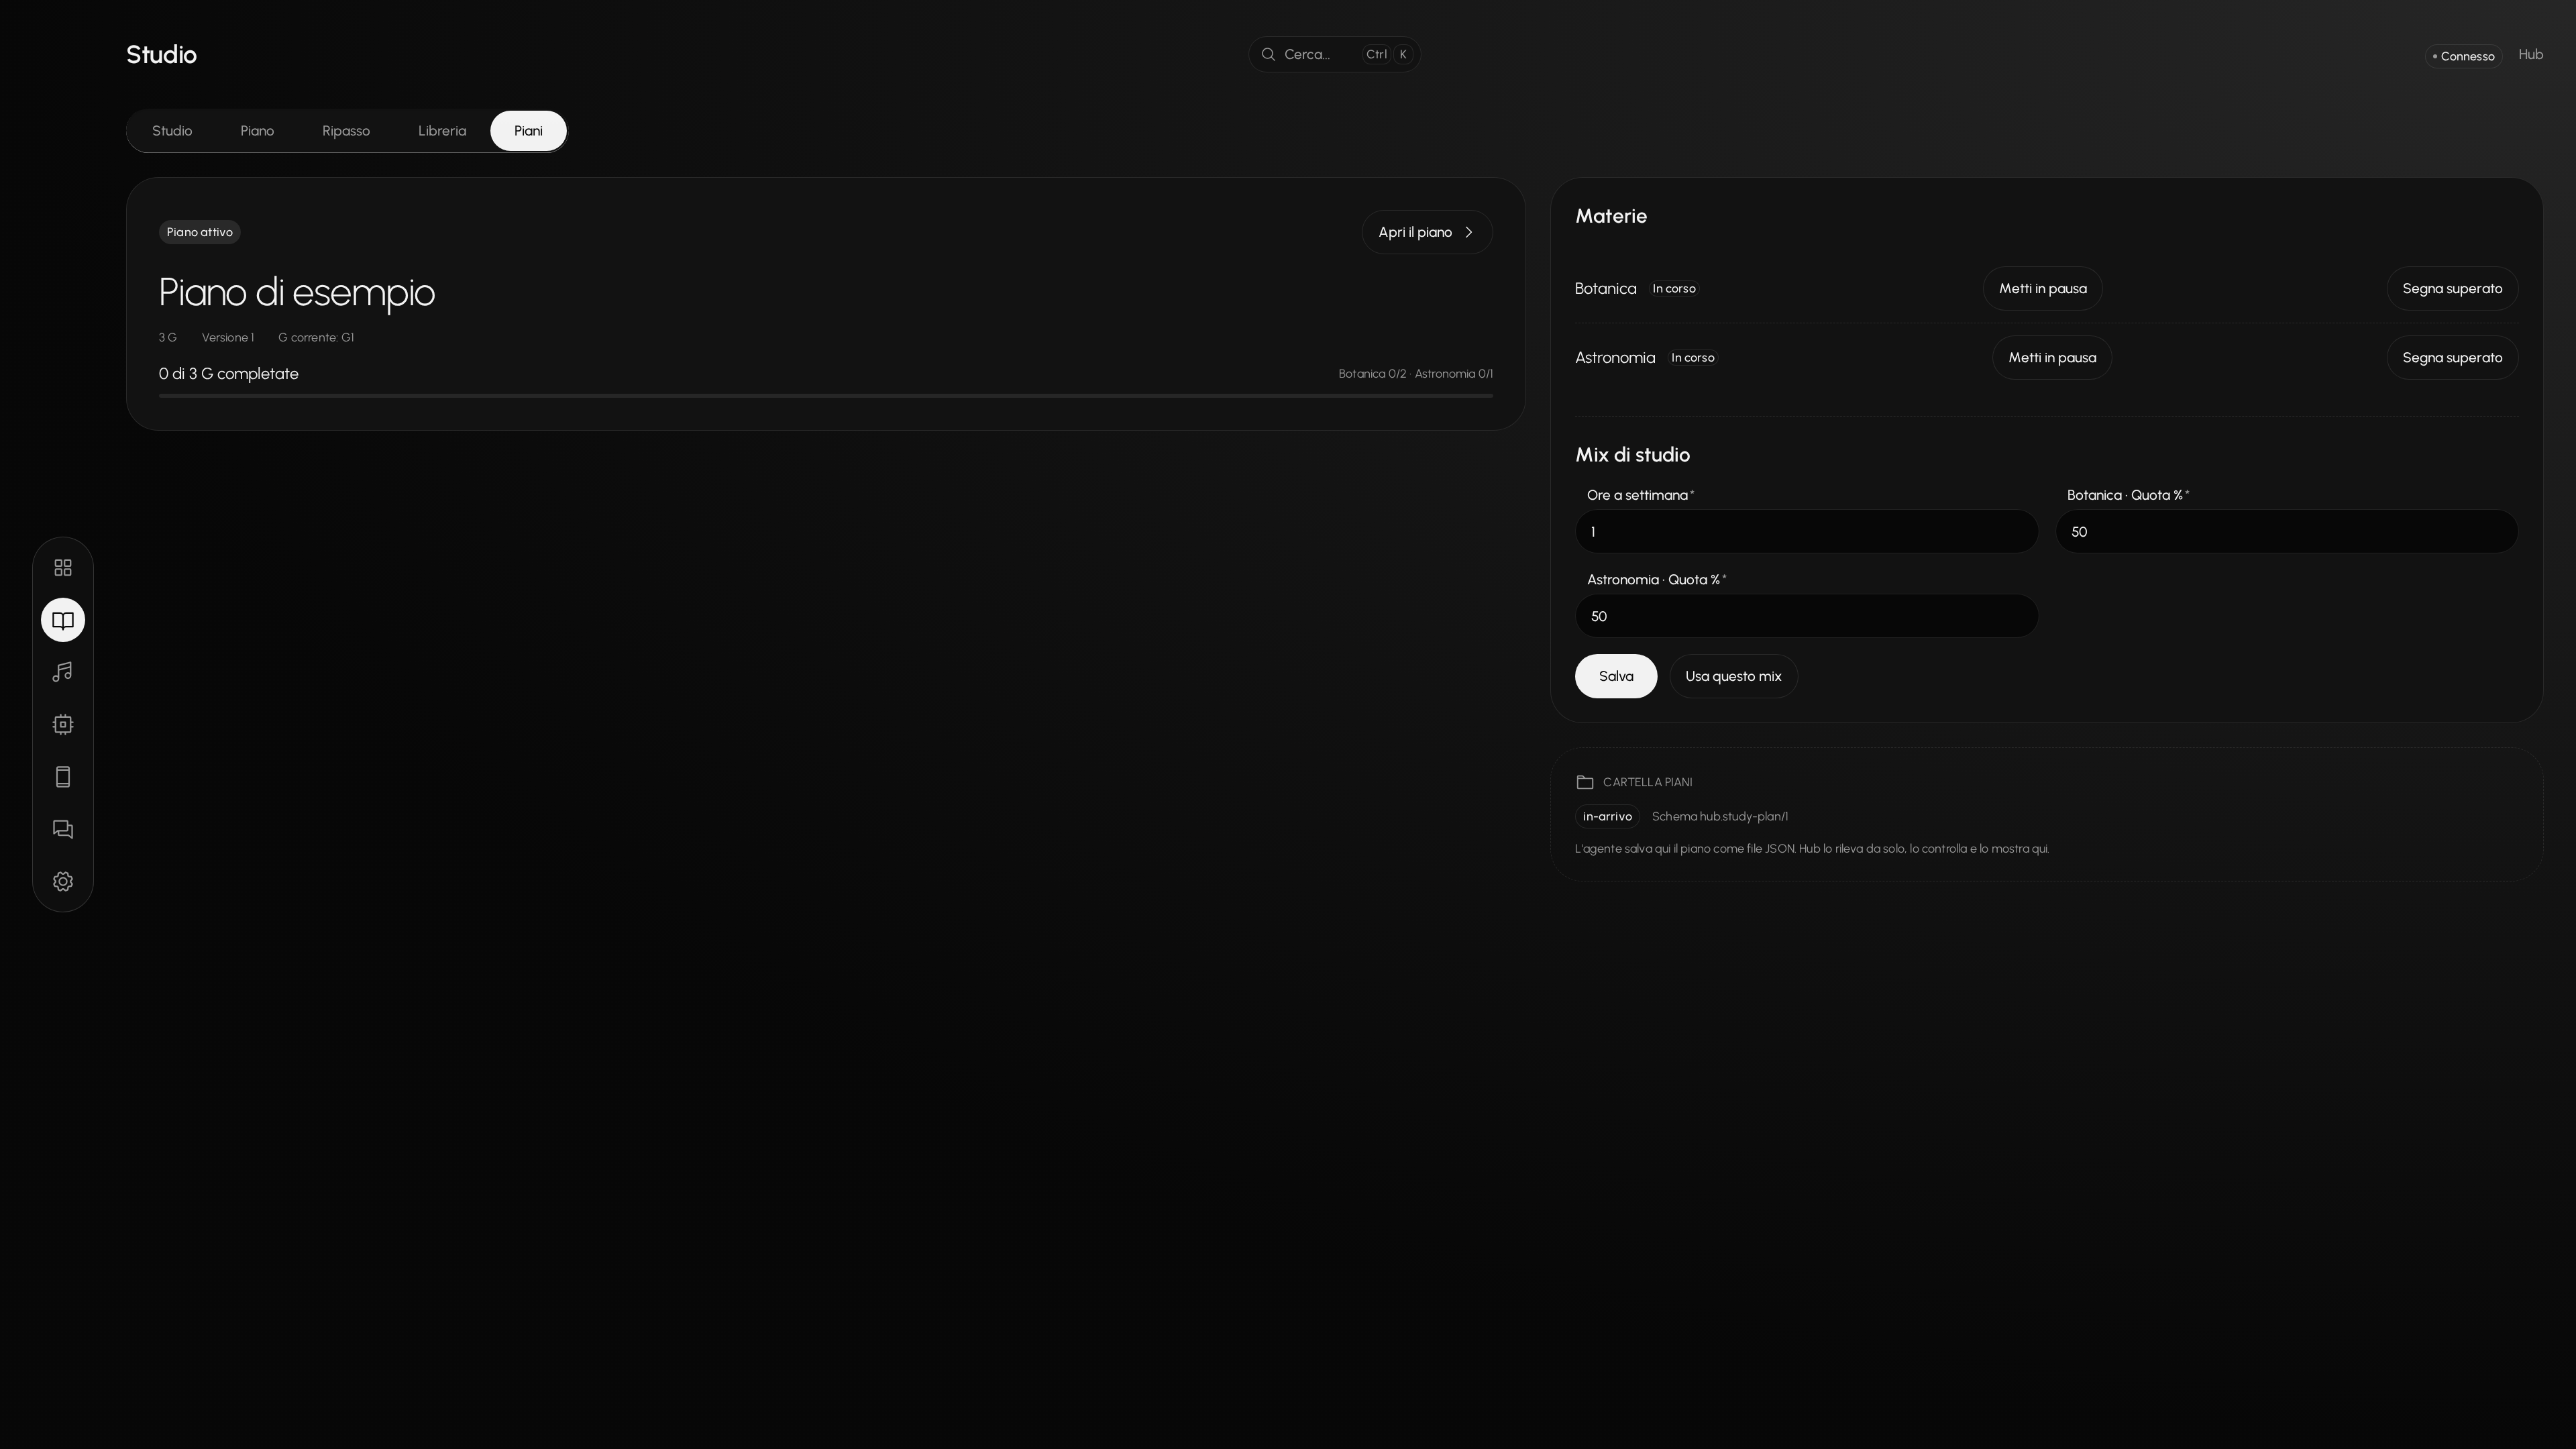 Studio
Cerca...
Ctrl K
Connesso
Hub
Studio Piano Ripasso Libreria Piani
Piano attivo
Apri il piano
Piano di esempio
3 G Versione 1 G corrente: G1
0 di 3 G completate
Botanica 0/2 · Astronomia 0/1
Materie
Botanica In corso Metti in pausa Segna superato
Astronomia In corso Metti in pausa Segna superato
Mix di studio
Ore a settimana * Botanica · Quota % *
1 50
Astronomia · Quota % *
50
Salva Usa questo mix
CARTELLA PIANI
in-arrivo Schema hub.study-plan/1
L'agente salva qui il piano come file JSON. Hub lo rileva da solo, lo controlla e lo mostra qui.